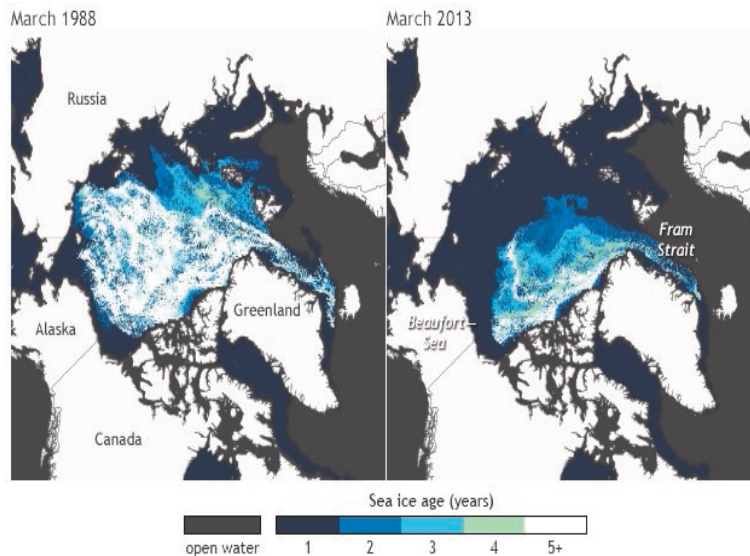 March 1988
March 2013
Russia
Fram
Strait
Greenland
Alaska
Beaufort
Sea
Canada
Sea ice age (years)
open water
1
2
3
4
5+